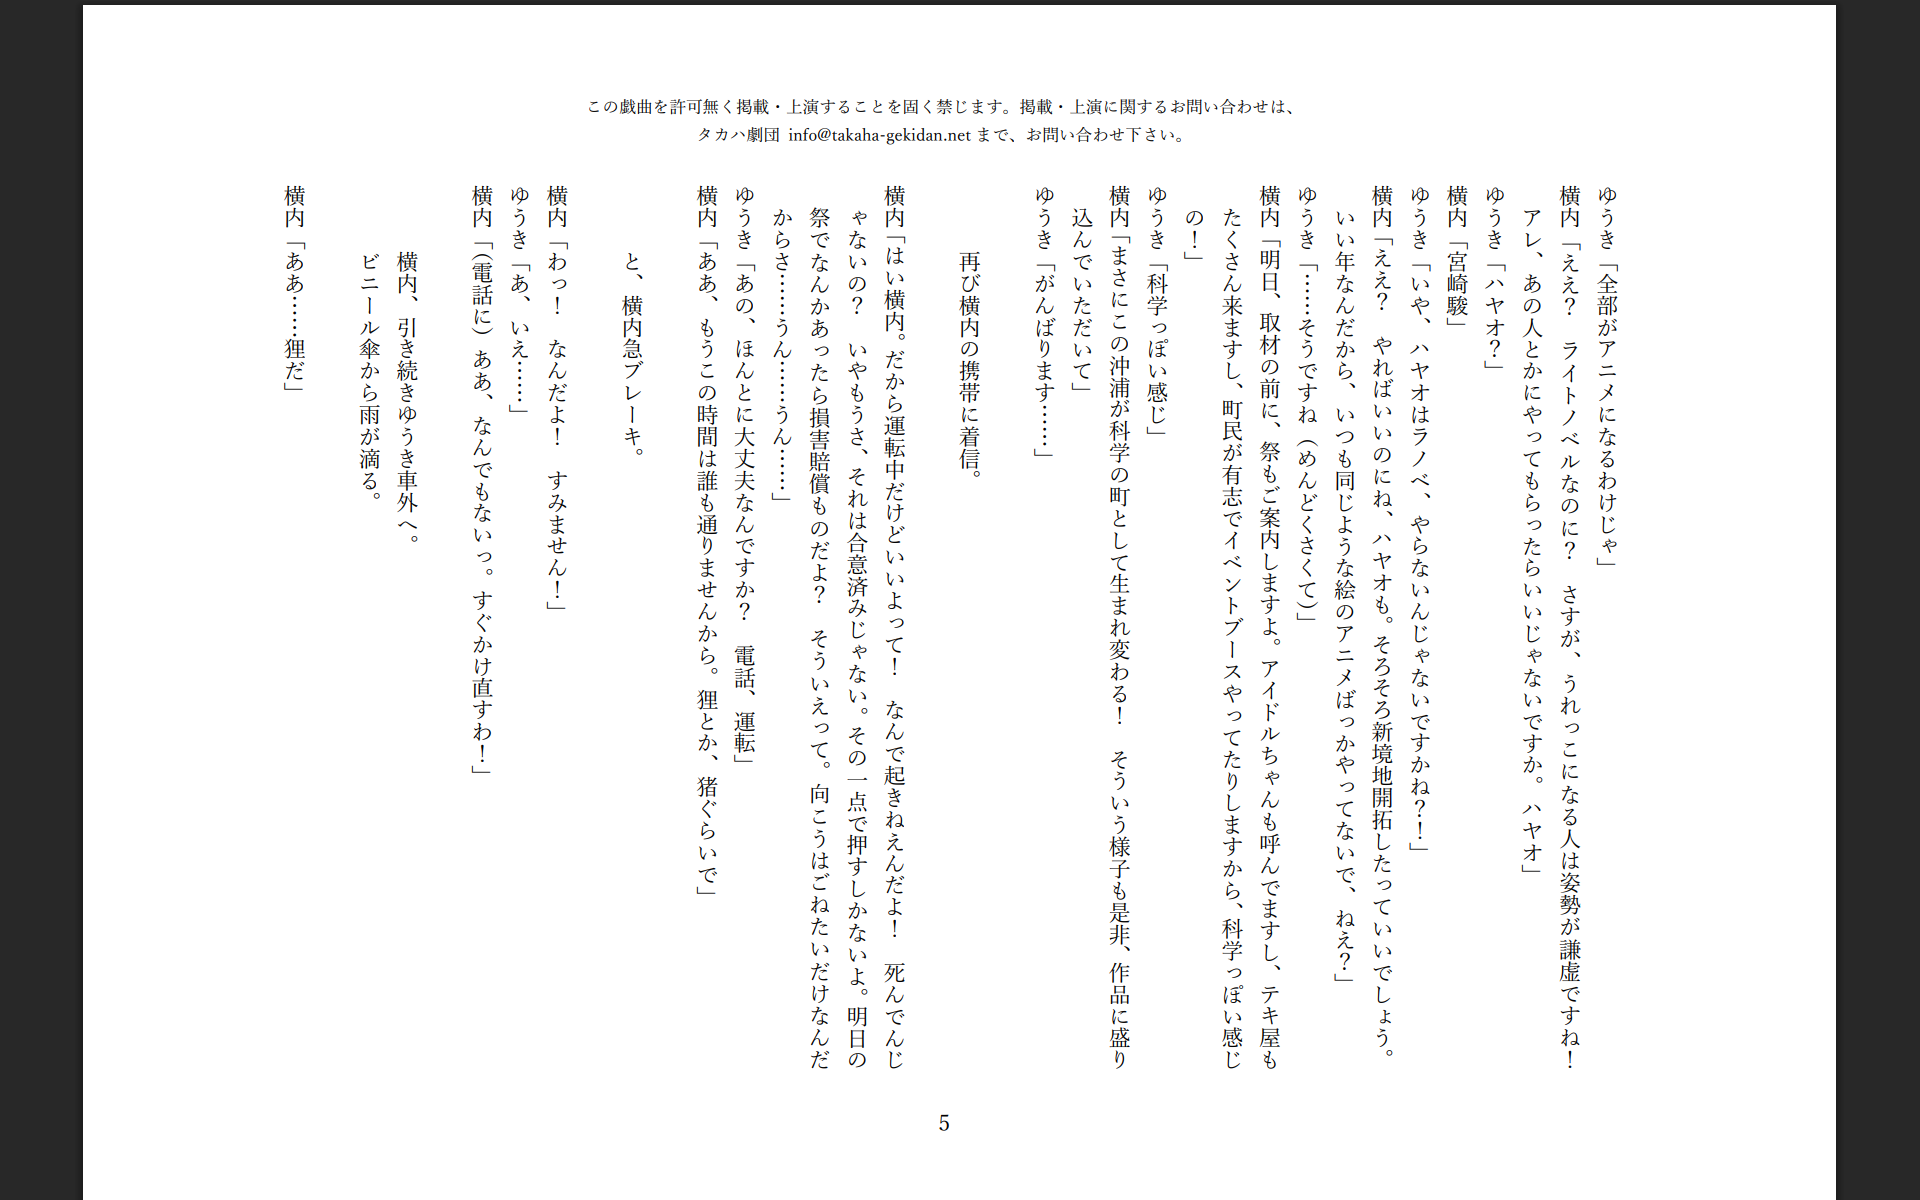 この戯曲を許可無く掲載・上演することを固く禁じます。掲載・上演に関するお問い合わせは、
タカハ劇団 info@takaha-gekidan.net まで、お問い合わせ下さい。
ゆうき「全部がアニメになるわけじゃ」
横内「ええ？　ライトノベルなのに？　さすが、うれっこになる人は姿勢が謙虚ですね！
アレ、あの人とかにやってもらったらいいじゃないですか。ハヤオ」
ゆうき「ハヤオ？」
横内「宮崎駿」
ゆうき「いや、ハヤオはラノベ、やらないんじゃないですかね？！」
横内「ええ？　やればいいのにね、ハヤオも。そろそろ新境地開拓したっていいでしょう。
いい年なんだから、いつも同じような絵のアニメばっかやってないで、ねえ？」
ゆうき「……そうですね（めんどくさくて）」
横内「明日、取材の前に、祭もご案内しますよ。アイドルちゃんも呼んでますし、テキ屋も
たくさん来ますし、町民が有志でイベントブースやってたりしますから、科学っぽい感じ
の！」
ゆうき「科学っぽい感じ」
横内「まさにこの沖浦が科学の町として生まれ変わる！　そういう様子も是非、作品に盛り
込んでいただいて」
ゆうき「がんばります……」
再び横内の携帯に着信。
横内「はい横内。だから運転中だけどいいよって！　なんで起きねえんだよ！　死んでんじ
ゃないの？　いやもうさ、それは合意済みじゃない。その一点で押すしかないよ。明日の
祭でなんかあったら損害賠償ものだよ？　そういえって。向こうはごねたいだけなんだ
からさ……うん……うん……」
ゆうき「あの、ほんとに大丈夫なんですか？　電話、運転」
横内「ああ、もうこの時間は誰も通りませんから。狸とか、猪ぐらいで」
と、横内急ブレーキ。
横内「わっ！　なんだよ！　すみません！」
ゆうき「あ、いえ……」
横内「（電話に）ああ、なんでもないっ。すぐかけ直すわ！」
横内、引き続きゆうき車外へ。
ビニール傘から雨が滴る。
横内「ああ……狸だ」
5